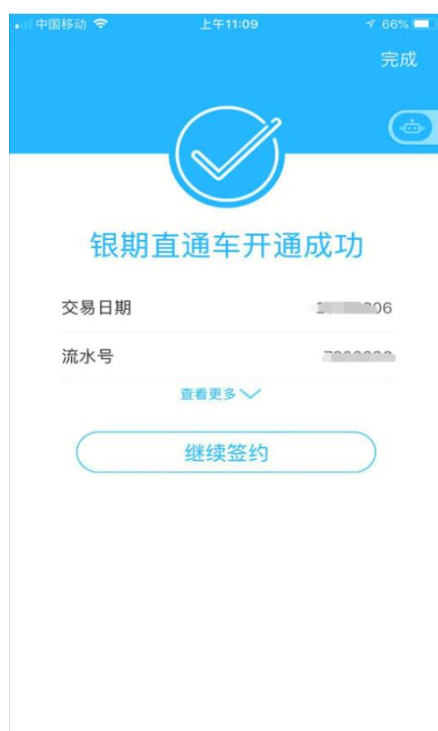 中国移动 上午11:09 66%
完成
银期直通车开通成功
交易日期
流水号
查看更多
继续签约